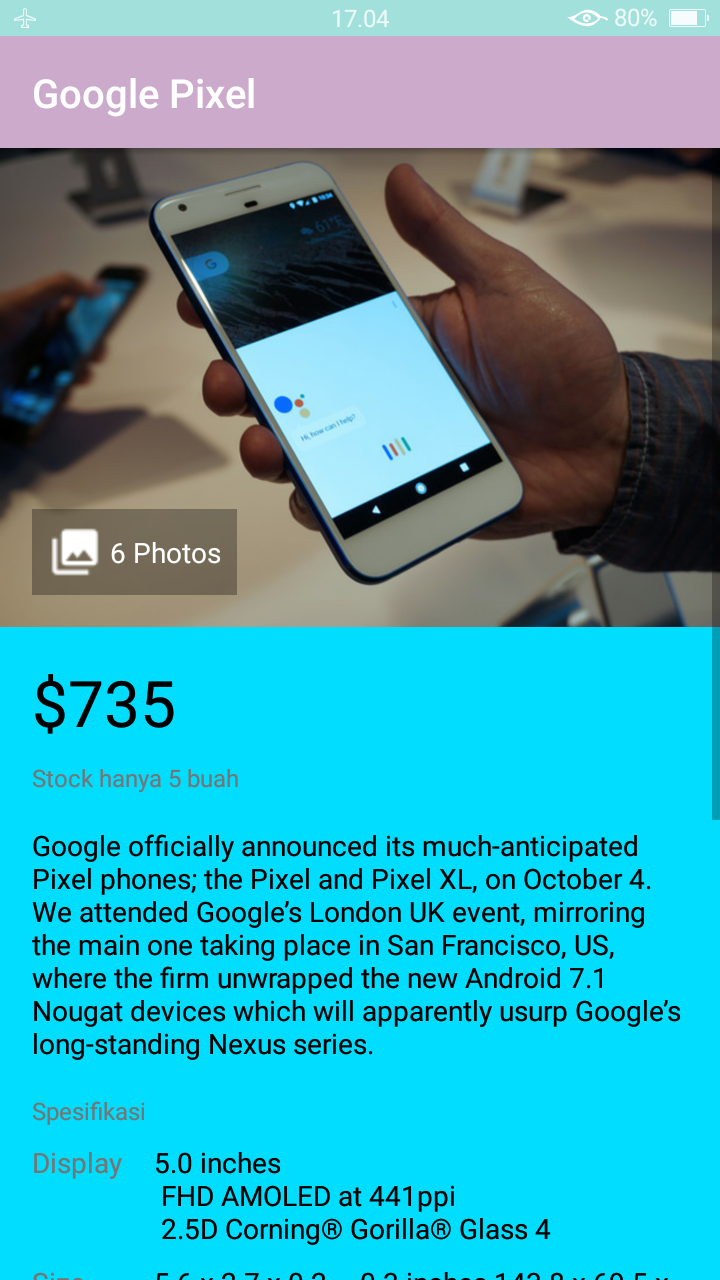 17.04
80%
Google Pixel
61°F
G
Hi, how can I help?
6 Photos
$735
Stock hanya 5 buah
Google officially announced its much-anticipated
Pixel phones; the Pixel and Pixel XL, on October 4.
We attended Google’s London UK event, mirroring
the main one taking place in San Francisco, US,
where the firm unwrapped the new Android 7.1
Nougat devices which will apparently usurp Google’s
long-standing Nexus series.
Spesifikasi
Display 5.0 inches
FHD AMOLED at 441ppi
2.5D Corning® Gorilla® Glass 4